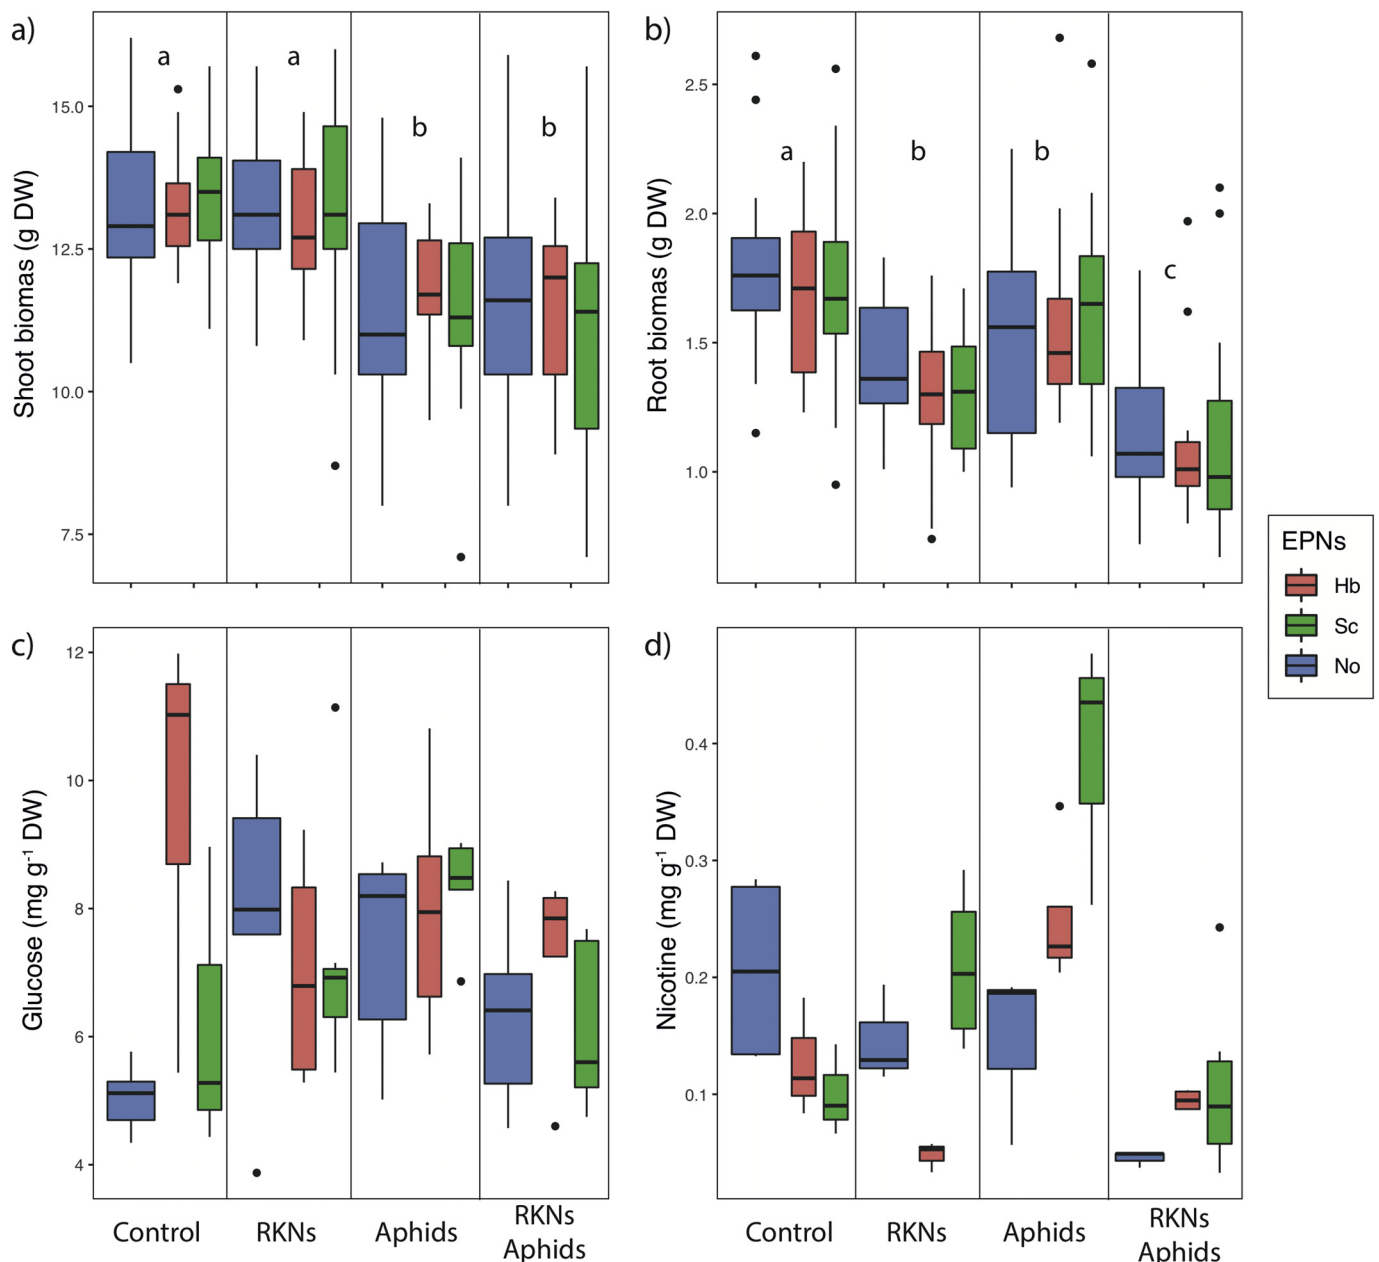 a)
Shoot biomas (g DW)
15.0
12.5
10.0
7.5
a
a
b
b
b)
Root biomas (g DW)
2.5
2.0
1.5
1.0
a
b
b
c
EPNs
Hb
Sc
No
c)
Glucose (mg g⁻¹ DW)
12
10
8
6
4
Control
RKNs
Aphids
RKNs
Aphids
d)
Nicotine (mg g⁻¹ DW)
0.4
0.3
0.2
0.1
Control
RKNs
Aphids
RKNs
Aphids